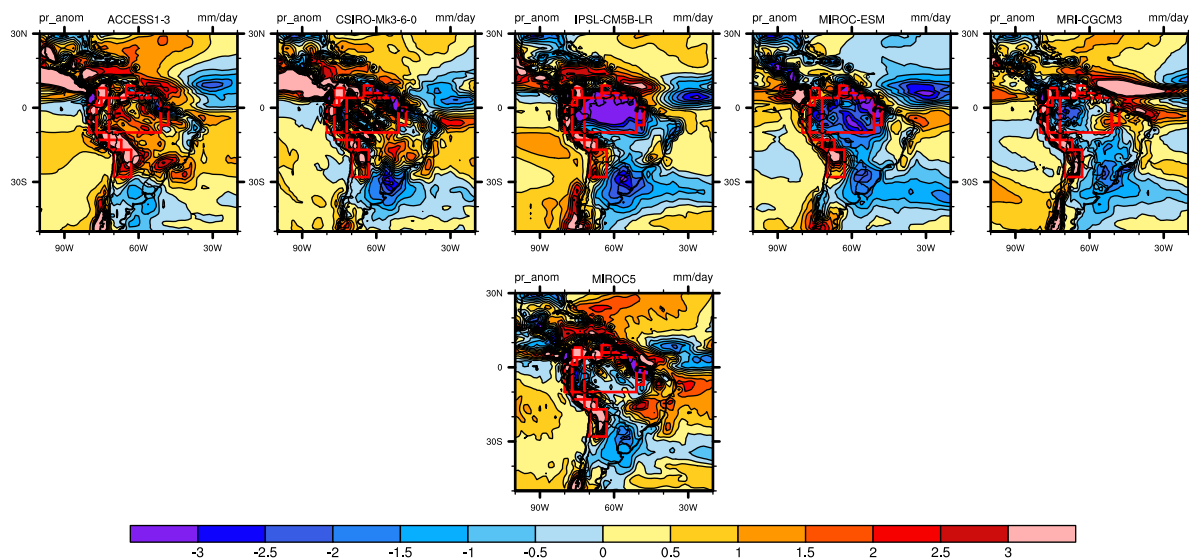 pr_anom ACCESS1-3 mm/day
pr_anom CSIRO-Mk3-6-0 mm/day
pr_anom IPSL-CM5B-LR mm/day
pr_anom MIROC-ESM mm/day
pr_anom MRI-CGCM3 mm/day
30N
0
30S
90W 60W 30W
90W 60W 30W
90W 60W 30W
90W 60W 30W
90W 60W 30W
30N 30N 30N 30N
0 0 0 0
30S 30S 30S 30S
pr_anom MIROC5 mm/day
30N
0
30S
90W 60W 30W
-3 -2.5 -2 -1.5 -1 -0.5 0 0.5 1 1.5 2 2.5 3